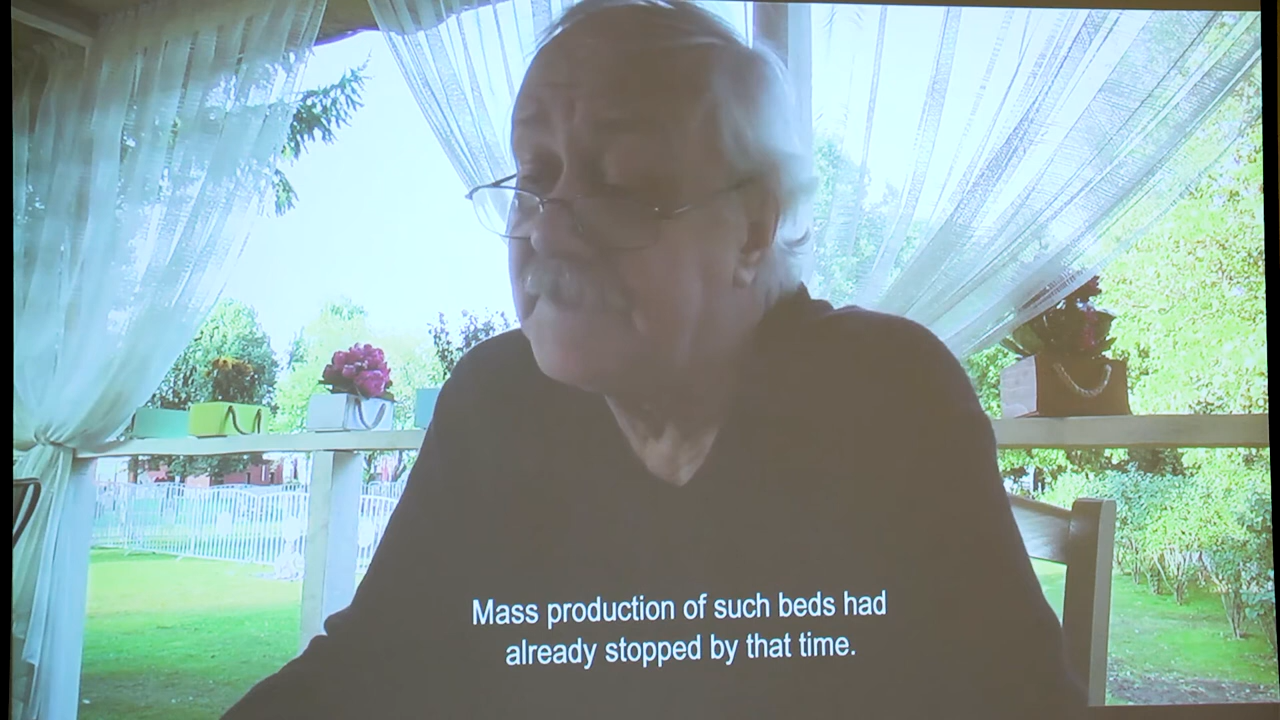 Mass production of such beds had
already stopped by that time.